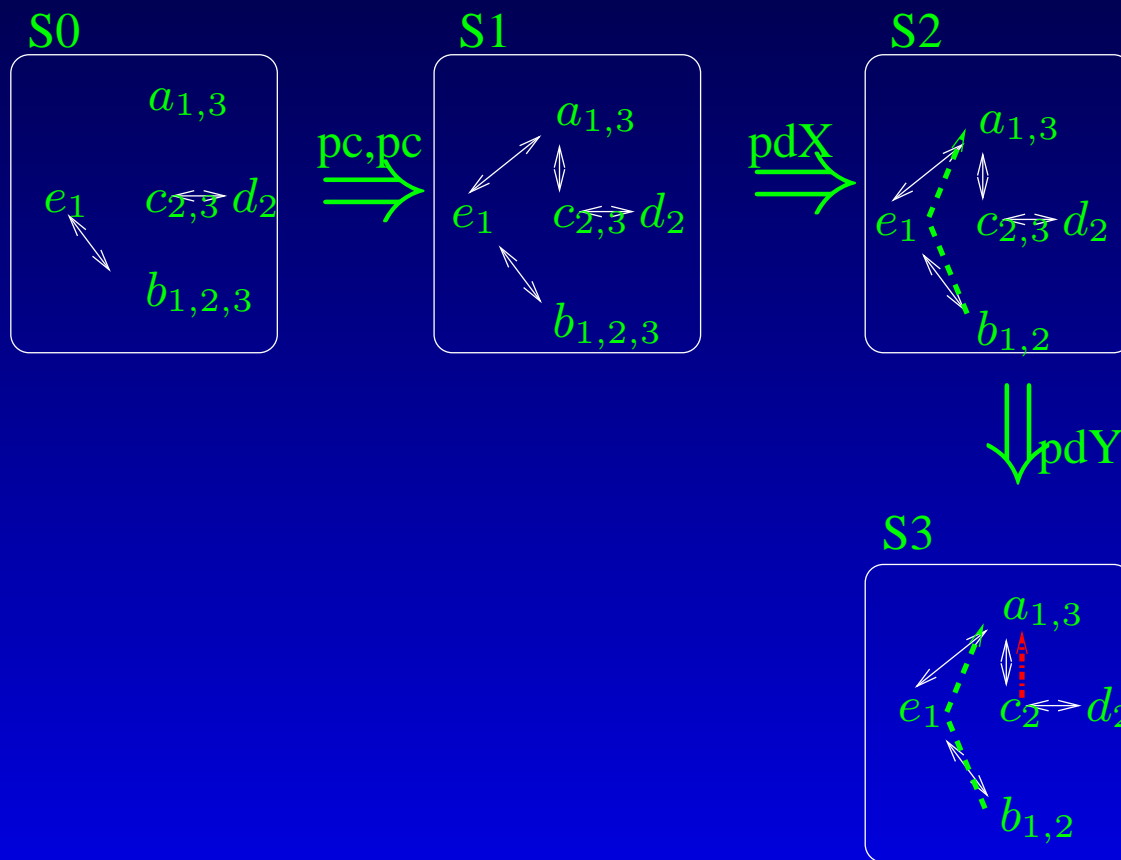 S0 S1 S2
a1,3 pc,pc a1,3 pdX a1,3
e1 c2,3 d2 e1 c2,3 d2 e1 c2,3 d2
b1,2,3 b1,2,3 b1,2
pdY
S3
a1,3
e1 c2 d2
b1,2